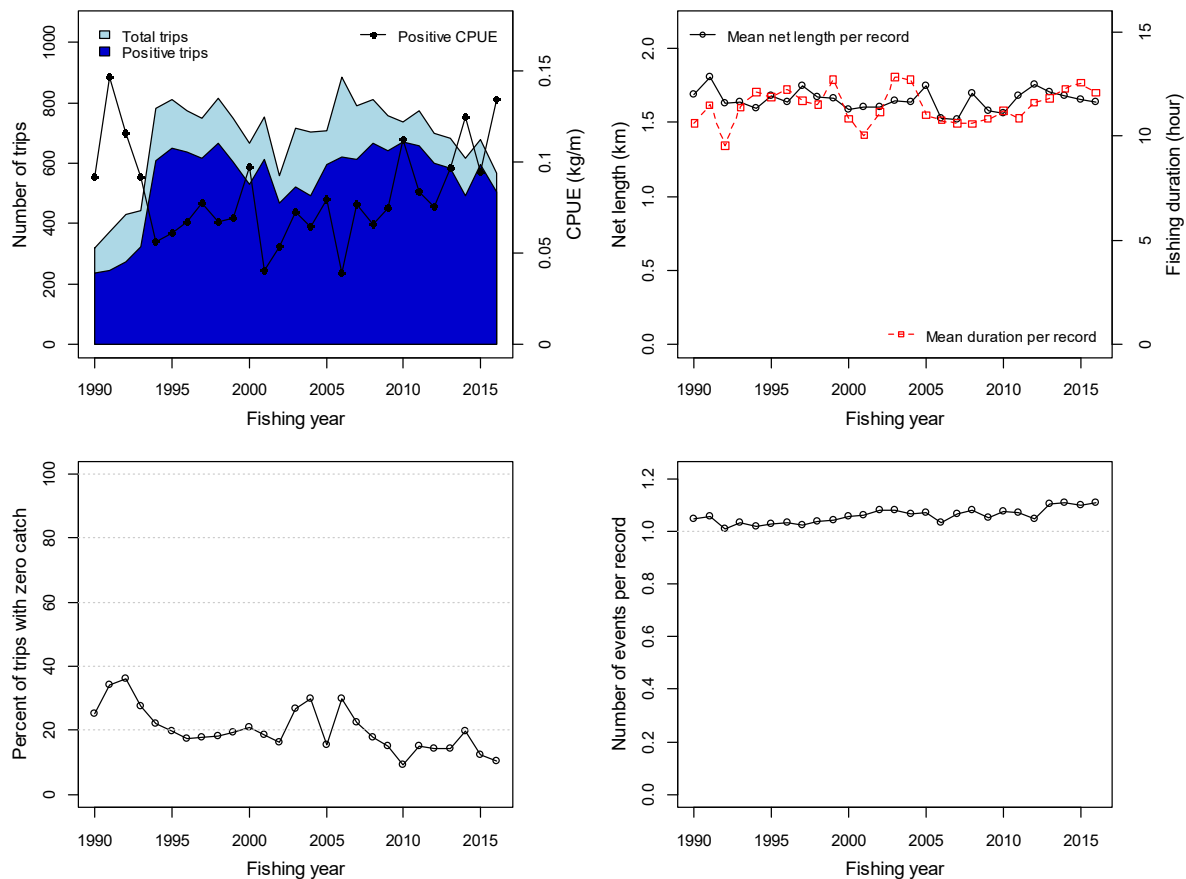 Total trips
Positive trips
Positive CPUE
Number of trips
0
200
400
600
800
1000
CPUE (kg/m)
0
0.05
0.1
0.15
1990 1995 2000 2005 2010 2015
Fishing year
Mean net length per record
Mean duration per record
Net length (km)
0.0
0.5
1.0
1.5
2.0
Fishing duration (hour)
0
5
10
15
1990 1995 2000 2005 2010 2015
Fishing year
Percent of trips with zero catch
0
20
40
60
80
100
1990 1995 2000 2005 2010 2015
Fishing year
Number of events per record
0.0
0.2
0.4
0.6
0.8
1.0
1.2
1990 1995 2000 2005 2010 2015
Fishing year